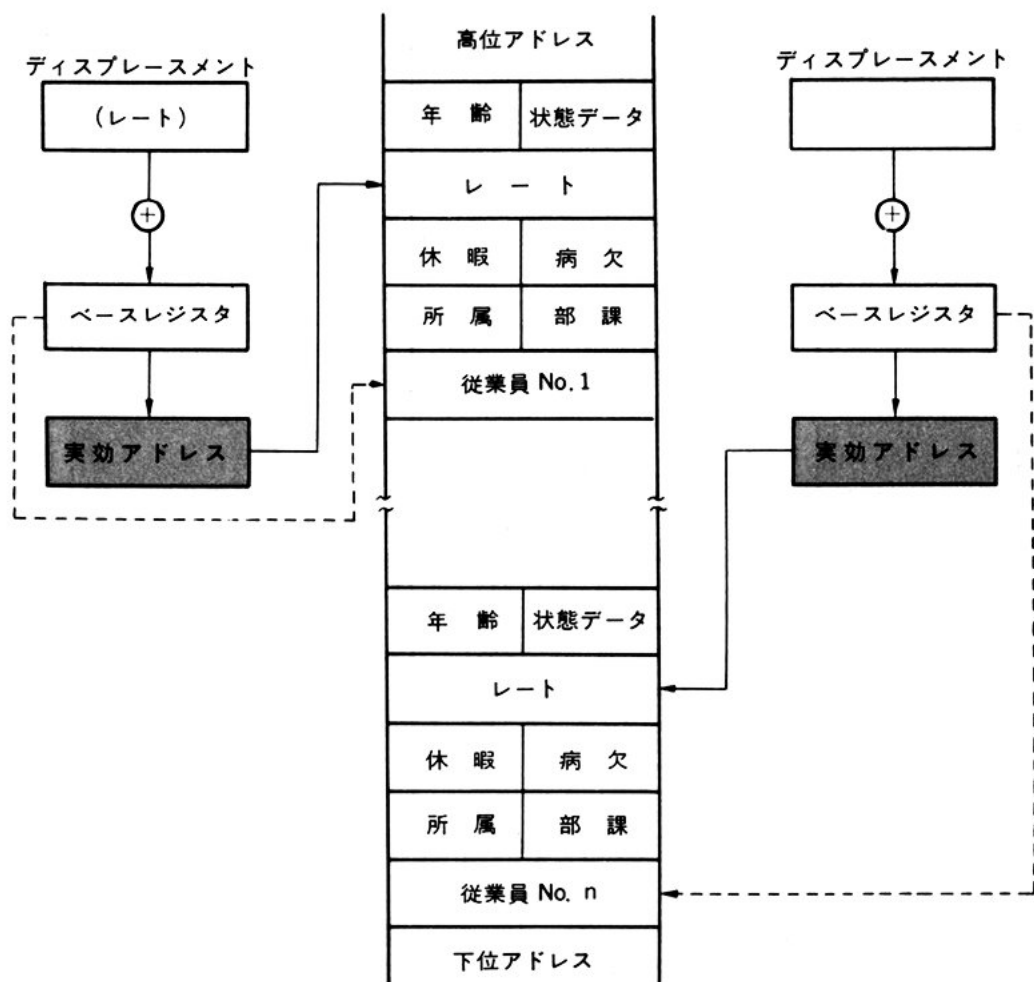 高位アドレス
ディスプレースメント
(レート)
年齢 状態データ
レート
休暇 病欠
ベースレジスタ
所属 部課
従業員 No.1
実効アドレス
ディスプレースメント
ベースレジスタ
実効アドレス
年齢 状態データ
レート
休暇 病欠
所属 部課
従業員 No. n
下位アドレス